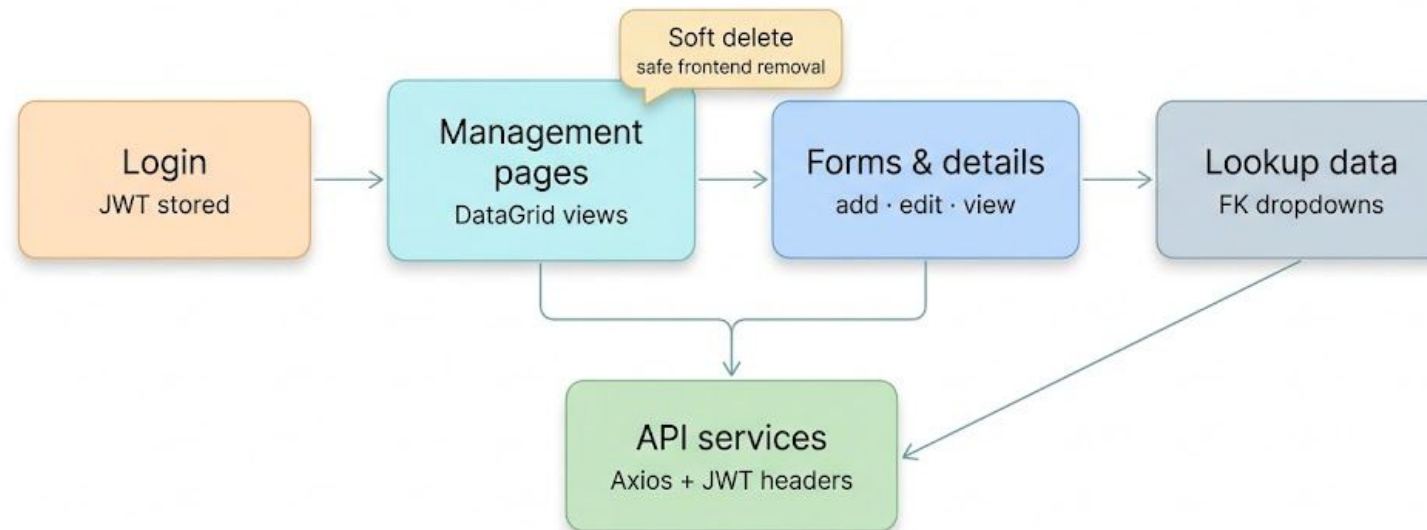 Soft delete
safe frontend removal
Login
JWT stored
Management
pages
DataGrid views
Forms & details
add · edit · view
Lookup data
FK dropdowns
API services
Axios + JWT headers